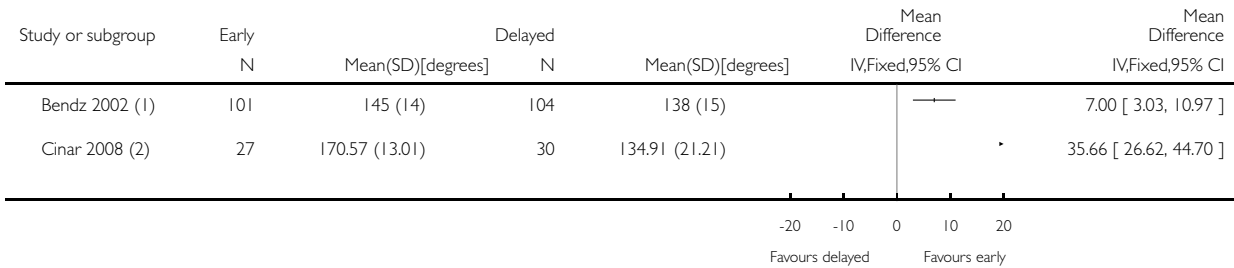 Study or subgroup Early Delayed Mean Difference Mean Difference
N Mean(SD)[degrees] N Mean(SD)[degrees] IV,Fixed,95% CI IV,Fixed,95% CI
Bendz 2002 (1) 101 145 (14) 104 138 (15) 7.00 [ 3.03, 10.97 ]
Cinar 2008 (2) 27 170.57 (13.01) 30 134.91 (21.21) 35.66 [ 26.62, 44.70 ]
-20 -10 0 10 20
Favours delayed Favours early